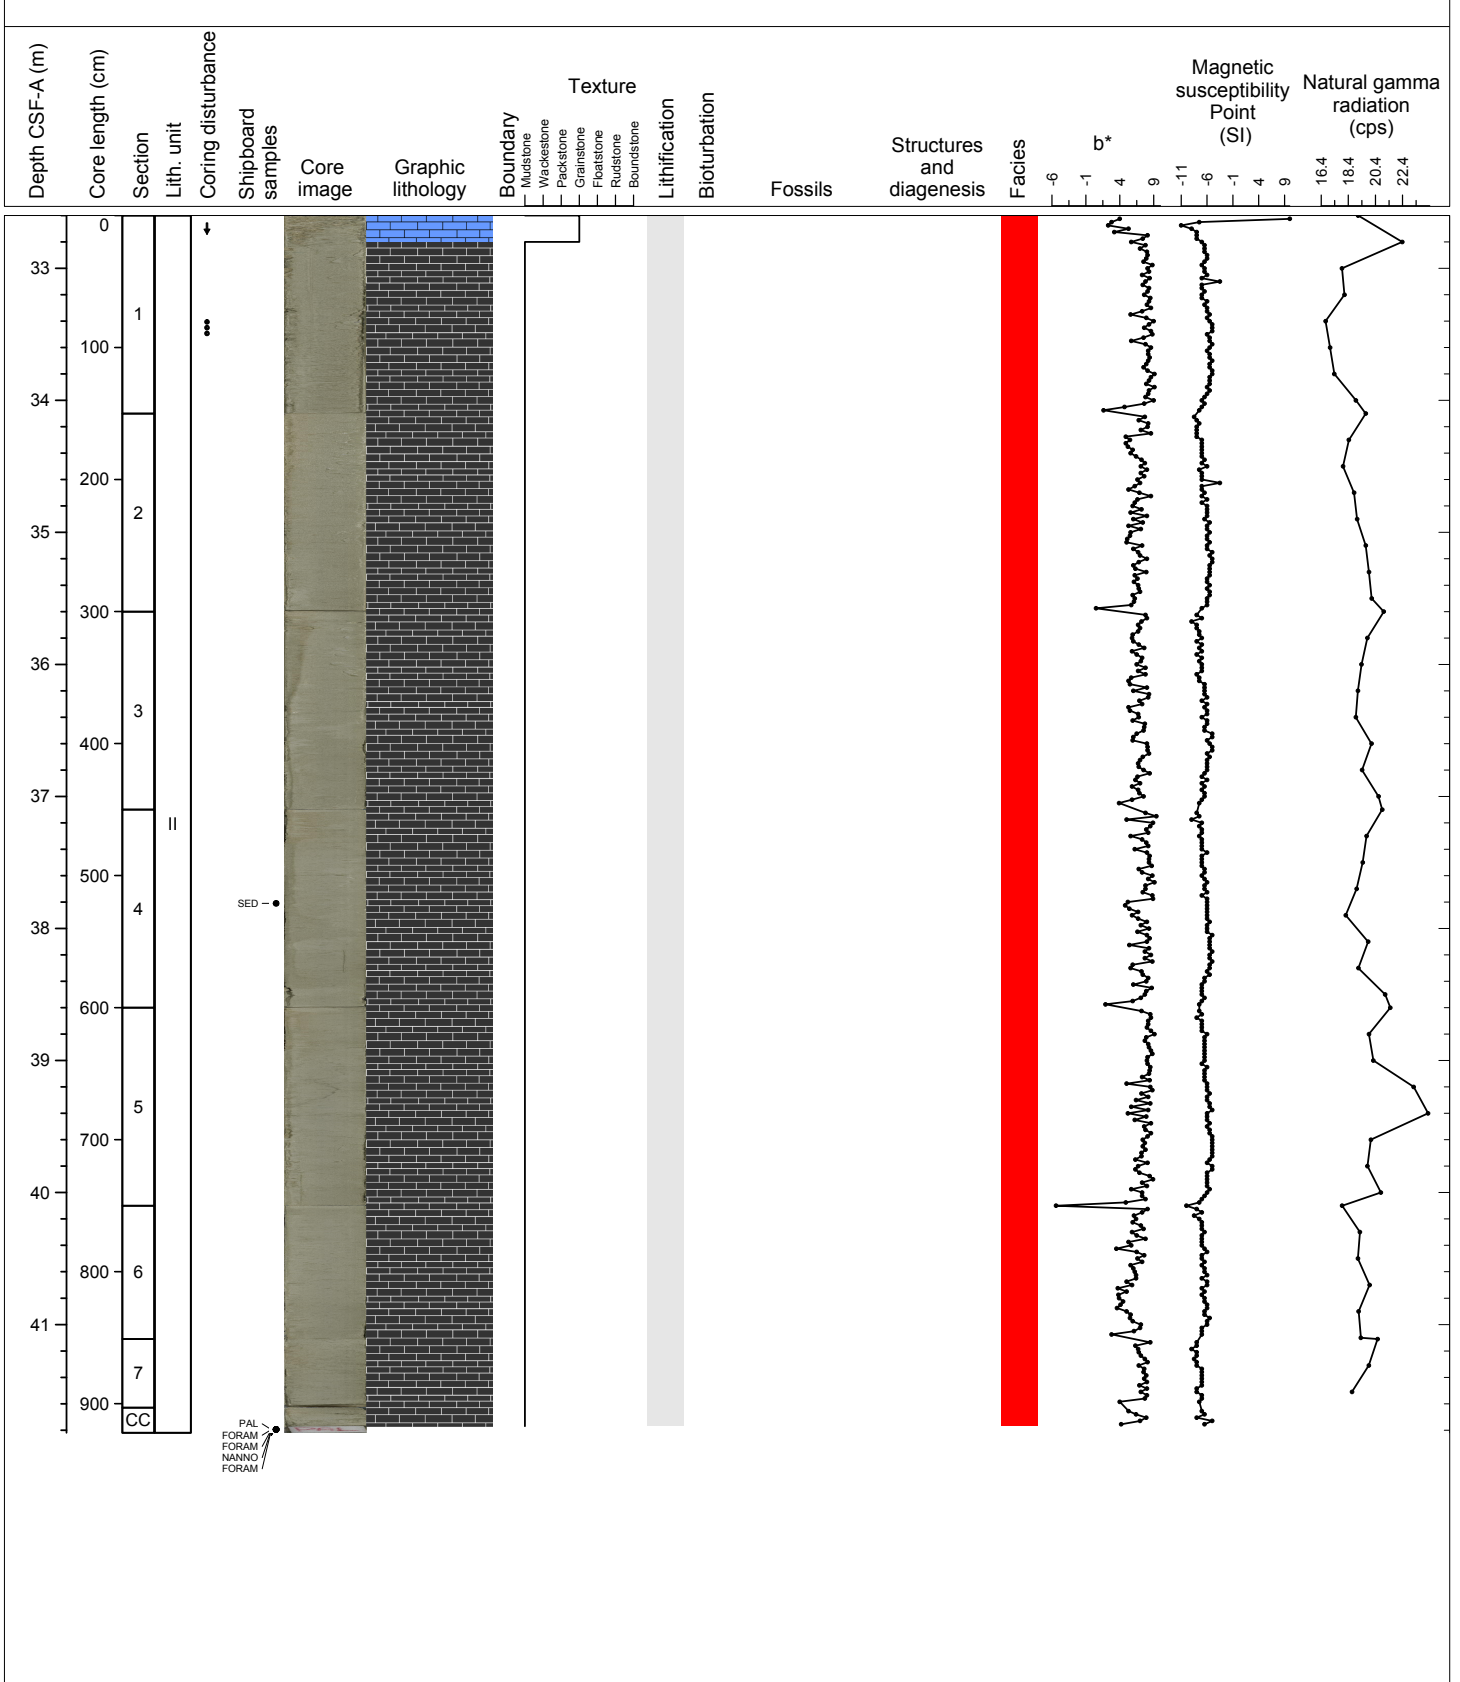 Depth CSF-A (m)
Core length (cm)
Section
Lith. unit
Coring disturbance
Shipboard
samples
Core
image
Graphic
lithology
Boundary
Texture
Mudstone
Wackestone
Packstone
Grainstone
Floatstone
Rudstone
Boundstone
Lithification
Bioturbation
Fossils
Structures
and
diagenesis
Facies
b*
-6
-1
4
9
Magnetic
susceptibility
Point
(SI)
-11
-6
-1
4
9
Natural gamma
radiation
(cps)
16.4
18.4
20.4
22.4
33
34
35
36
37
38
39
40
41
0
100
200
300
400
500
600
700
800
900
1
2
3
4
5
6
7
CC
II
SED
PAL
FORAM
FORAM
NANNO
FORAM